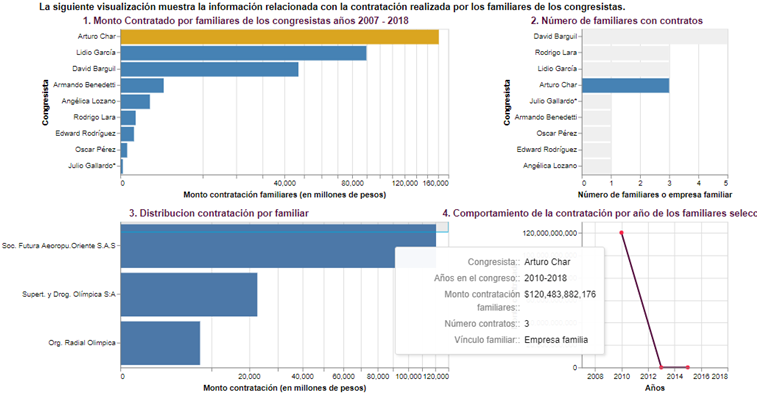 La siguiente visualización muestra la información relacionada con la contratación realizada por los familiares de los congresistas.
1. Monto Contratado por familiares de los congresistas años 2007 - 2018
Congresista
Arturo Char
Lidio García
David Barguil
Armando Benedetti
Angélica Lozano
Rodrigo Lara
Edward Rodríguez
Oscar Pérez
Julio Gallardo*
0 40,000 80,000 120,000 160,000
Monto contratación familiares (en millones de pesos)
2. Número de familiares con contratos
Congresista
David Barguil
Rodrigo Lara
Lidio García
Arturo Char
Julio Gallardo*
Armando Benedetti
Oscar Pérez
Edward Rodríguez
Angélica Lozano
0 1 2 3 4 5
Número de familiares o empresa familiar
3. Distribucion contratación por familiar
Soc. Futura Aeoropu.Oriente S.A.S
Supert. y Drog. Olímpica S:A
Org. Radial Olimpica
0 20,000 40,000 60,000 80,000 100,000 120,000
Monto contratación (en millones de pesos)
4. Comportamiento de la contratación por año de los familiares selec
120,000,000,000
0
2008 2010 2012 2014 2016 2018
Años
Congresista:: Arturo Char
Años en el congreso:: 2010-2018
Monto contratación $120,483,882,176
familiares::
Número contratos:: 3
Vínculo familiar:: Empresa familia